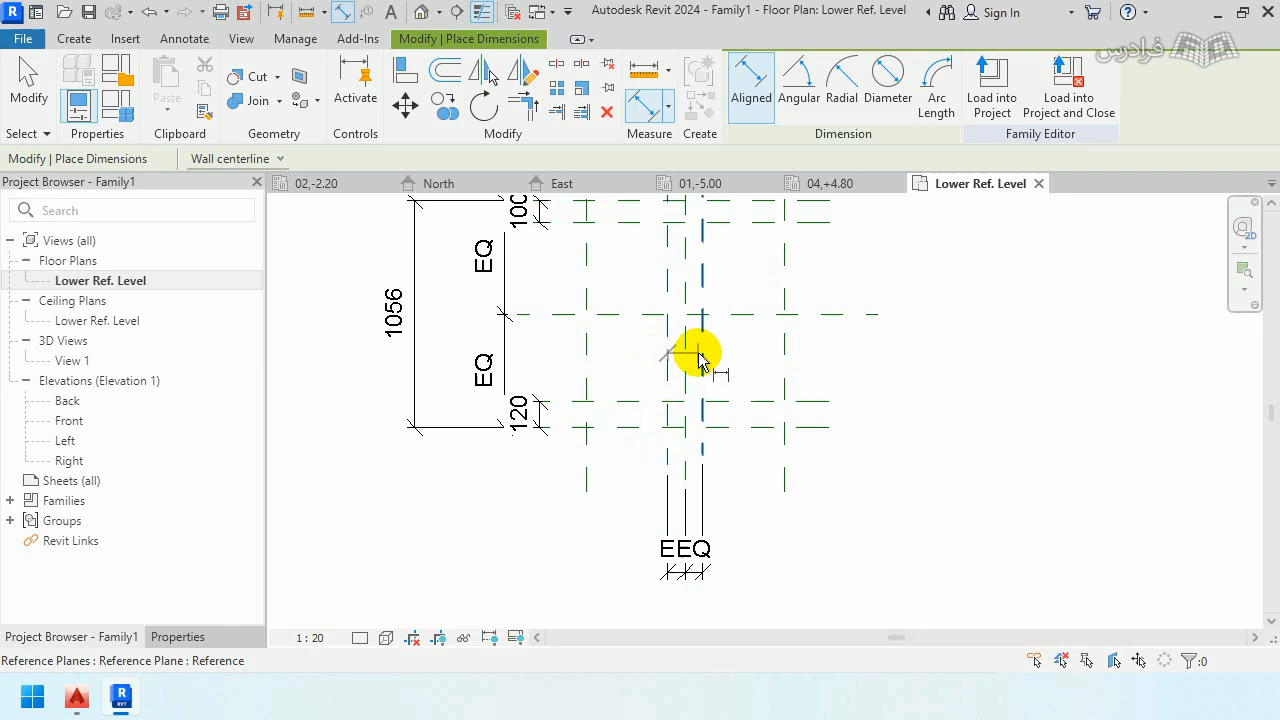 Autodesk Revit 2024 - Family1 - Floor Plan: Lower Ref. Level
Sign In
File
Create
Insert
Annotate
View
Manage
Add-Ins
Modify | Place Dimensions
فرادرس
Modify
Paste
Cut
Join
Activate
Aligned
Angular
Radial
Diameter
Arc Length
Load into Project
Load into Project and Close
Select
Properties
Clipboard
Geometry
Controls
Modify
Measure
Create
Dimension
Family Editor
Modify | Place Dimensions
Wall centerline
Project Browser - Family1
02,-2.20
North
East
01,-5.00
04,+4.80
Lower Ref. Level
Search
Views (all)
Floor Plans
Lower Ref. Level
Ceiling Plans
Lower Ref. Level
3D Views
View 1
Elevations (Elevation 1)
Back
Front
Left
Right
Sheets (all)
Families
Groups
Revit Links
100
EQ
1056
EQ
120
EEQ
2D
Project Browser - Family1
Properties
1 : 20
Reference Planes : Reference Plane : Reference
:0